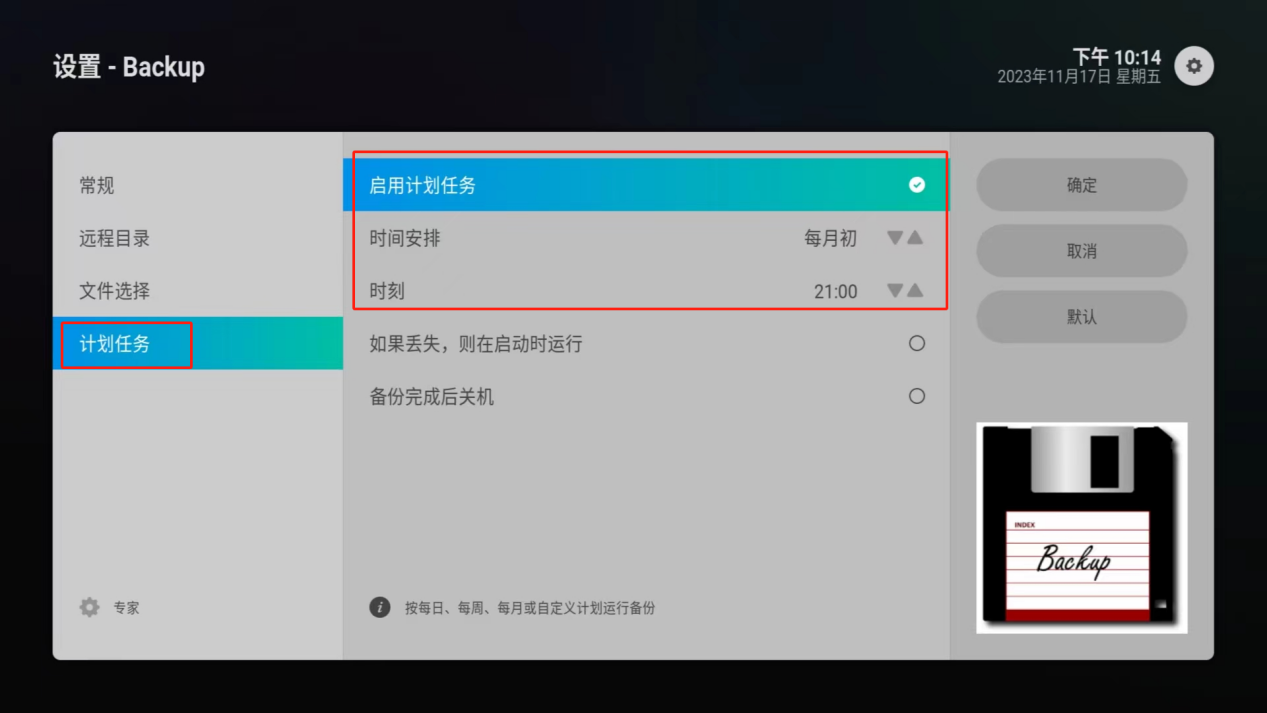 设置 - Backup
下午 10:14
2023年11月17日 星期五
常规
远程目录
文件选择
计划任务
专家
启用计划任务
时间安排 每月初
时刻 21:00
如果丢失，则在启动时运行
备份完成后关机
i 按每日、每周、每月或自定义计划运行备份
确定
取消
默认
INDEX
Backup